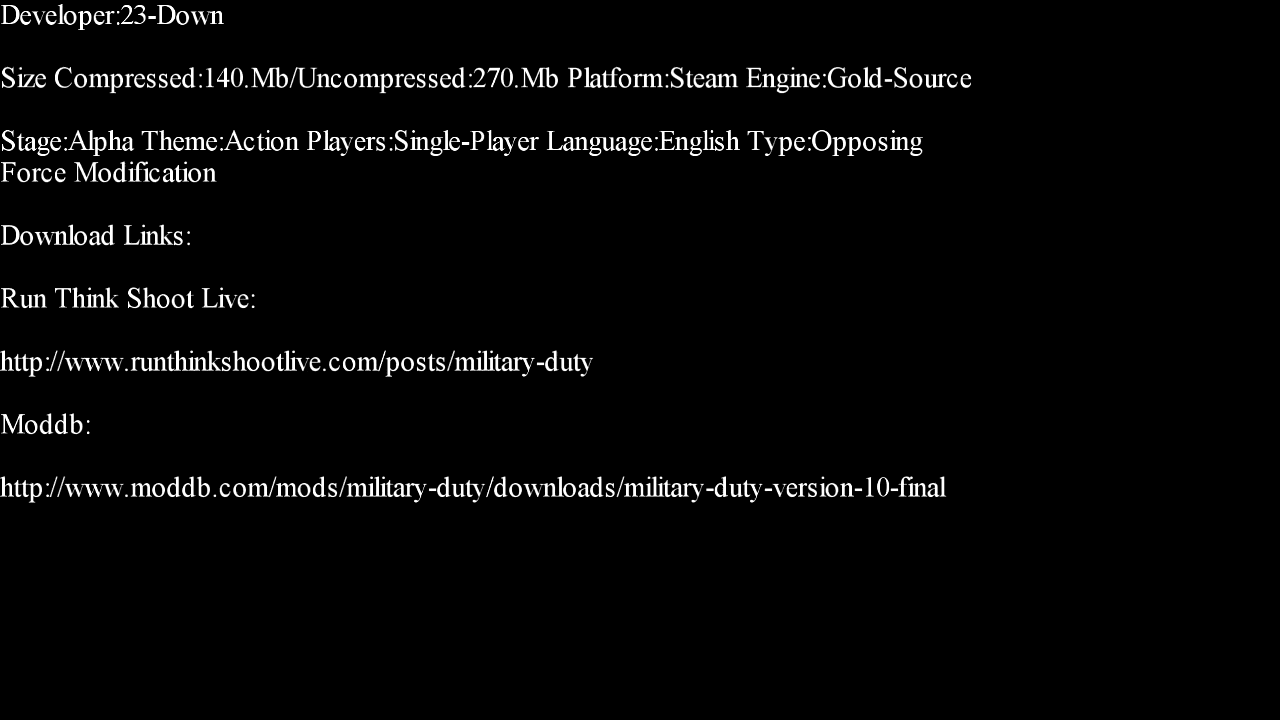 Developer:23-Down
Size Compressed:140.Mb/Uncompressed:270.Mb Platform:Steam Engine:Gold-Source
Stage:Alpha Theme:Action Players:Single-Player Language:English Type:Opposing
Force Modification
Download Links:
Run Think Shoot Live:
http://www.runthinkshootlive.com/posts/military-duty
Moddb:
http://www.moddb.com/mods/military-duty/downloads/military-duty-version-10-final